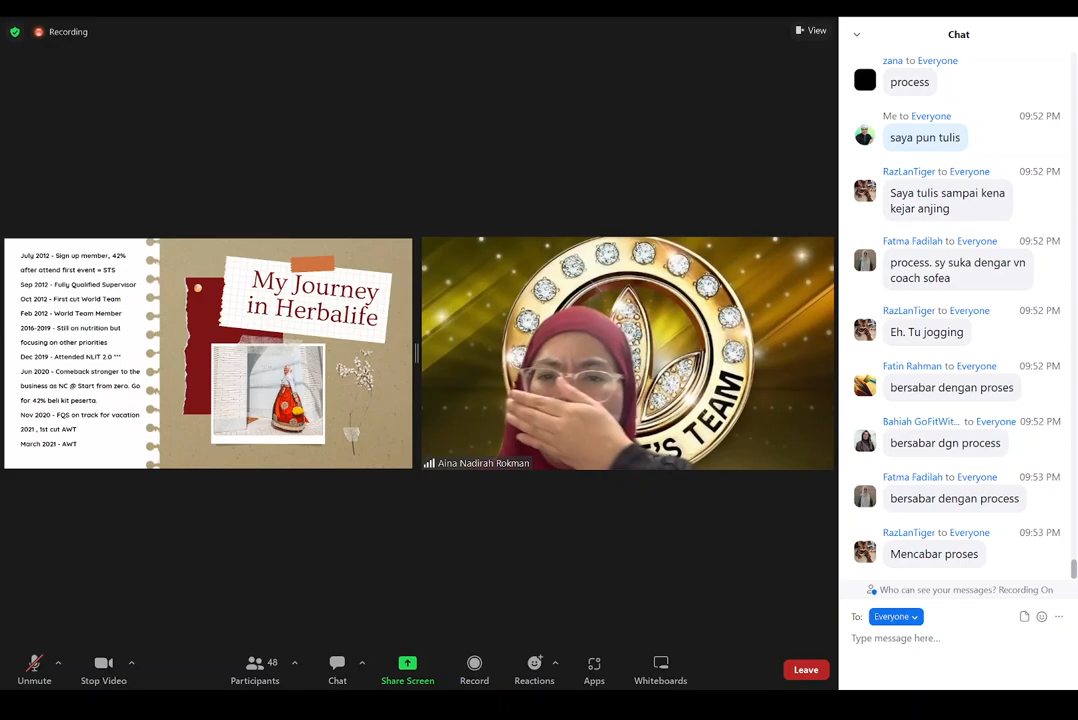 Recording
View
July 2012 - Sign up member, 42%
after attend first event = STS
Sep 2012 - Fully Qualified Supervisor
Oct 2012 - First cut World Team
Feb 2012 - World Team Member
2016-2019 - Still on nutrition but
focusing on other priorities
Dec 2019 - Attended NLIT 2.0 ***
Jun 2020 - Comeback stronger to the
business as NC @ Start from zero. Go
for 42% beli kit peserta.
Nov 2020 - FQS on track for vacation
2021 , 1st cut AWT
March 2021 - AWT
My Journey
in Herbalife
'S TEAM
Aina Nadirah Rokman
Chat
zana to Everyone
process
Me to Everyone 09:52 PM
saya pun tulis
RazLanTiger to Everyone 09:52 PM
Saya tulis sampai kena
kejar anjing
Fatma Fadilah to Everyone 09:52 PM
process. sy suka dengar vn
coach sofea
RazLanTiger to Everyone 09:52 PM
Eh. Tu jogging
Fatin Rahman to Everyone 09:52 PM
bersabar dengan proses
Bahiah GoFitWit... to Everyone 09:52 PM
bersabar dgn process
Fatma Fadilah to Everyone 09:53 PM
bersabar dengan process
RazLanTiger to Everyone 09:53 PM
Mencabar proses
Who can see your messages? Recording On
To: Everyone
Type message here...
Unmute
Stop Video
48
Participants
Chat
Share Screen
Record
Reactions
Apps
Whiteboards
Leave